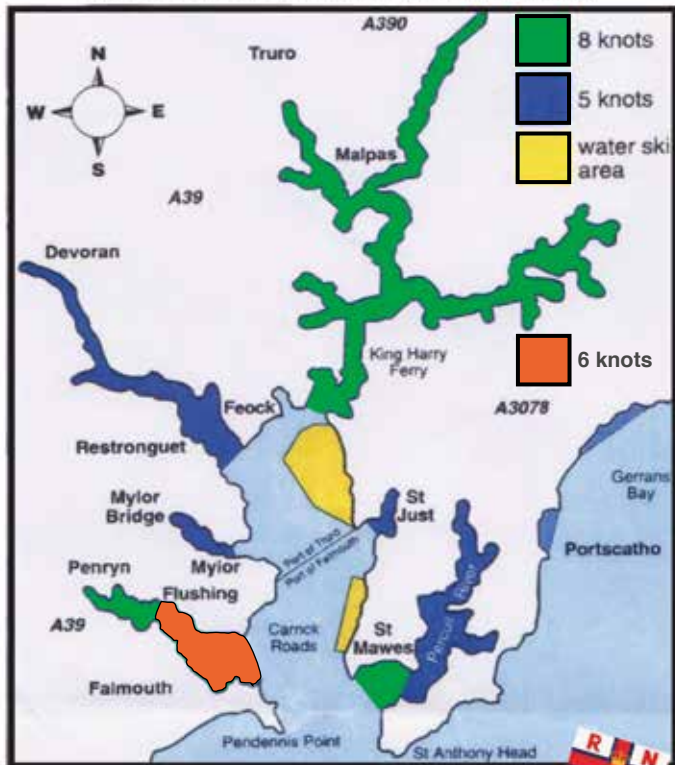 A390
Truro
8 knots
N
W
E
S
5 knots
Malpas
water ski
area
A39
Devoran
King Harry
Ferry
6 knots
Feock
A3078
Restronguet
Gerrans
Bay
Mylor
Bridge
St
Just
Port of Truro
Port of Falmouth
Portscatho
Penryn
Mylor
Flushing
Percuil River
A39
Carrick
Roads
St
Mawes
Falmouth
Pendennis Point
St Anthony Head
R N